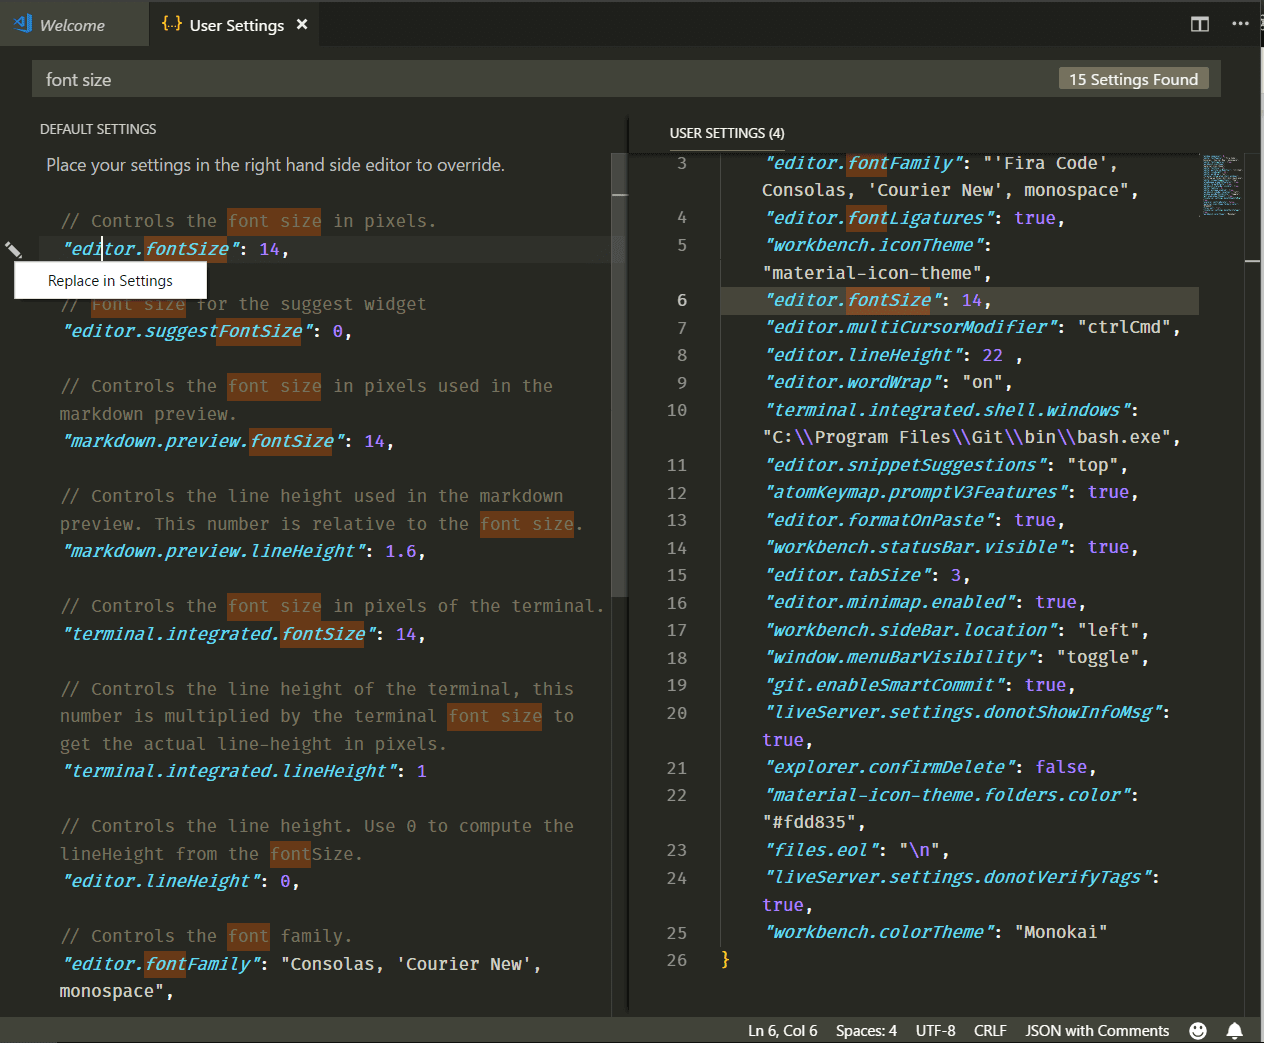 Welcome
{..} User Settings ×
font size
15 Settings Found
DEFAULT SETTINGS
Place your settings in the right hand side editor to override.
// Controls the font size in pixels.
"editor.fontSize": 14,
Replace in Settings
// Font size for the suggest widget
"editor.suggestFontSize": 0,
// Controls the font size in pixels used in the
markdown preview.
"markdown.preview.fontSize": 14,
// Controls the line height used in the markdown
preview. This number is relative to the font size.
"markdown.preview.lineHeight": 1.6,
// Controls the font size in pixels of the terminal.
"terminal.integrated.fontSize": 14,
// Controls the line height of the terminal, this
number is multiplied by the terminal font size to
get the actual line-height in pixels.
"terminal.integrated.lineHeight": 1
// Controls the line height. Use 0 to compute the
lineHeight from the fontSize.
"editor.lineHeight": 0,
// Controls the font family.
"editor.fontFamily": "Consolas, 'Courier New',
monospace",
USER SETTINGS (4)
3 "editor.fontFamily": "'Fira Code',
Consolas, 'Courier New', monospace",
4 "editor.fontLigatures": true,
5 "workbench.iconTheme":
"material-icon-theme",
6 "editor.fontSize": 14,
7 "editor.multiCursorModifier": "ctrlCmd",
8 "editor.lineHeight": 22 ,
9 "editor.wordWrap": "on",
10 "terminal.integrated.shell.windows":
"C:\\Program Files\\Git\\bin\\bash.exe",
11 "editor.snippetSuggestions": "top",
12 "atomKeymap.promptV3Features": true,
13 "editor.formatOnPaste": true,
14 "workbench.statusBar.visible": true,
15 "editor.tabSize": 3,
16 "editor.minimap.enabled": true,
17 "workbench.sideBar.location": "left",
18 "window.menuBarVisibility": "toggle",
19 "git.enableSmartCommit": true,
20 "liveServer.settings.donotShowInfoMsg":
true,
21 "explorer.confirmDelete": false,
22 "material-icon-theme.folders.color":
"#fdd835",
23 "files.eol": "\n",
24 "liveServer.settings.donotVerifyTags":
true,
25 "workbench.colorTheme": "Monokai"
26 }
Ln 6, Col 6 Spaces: 4 UTF-8 CRLF JSON with Comments